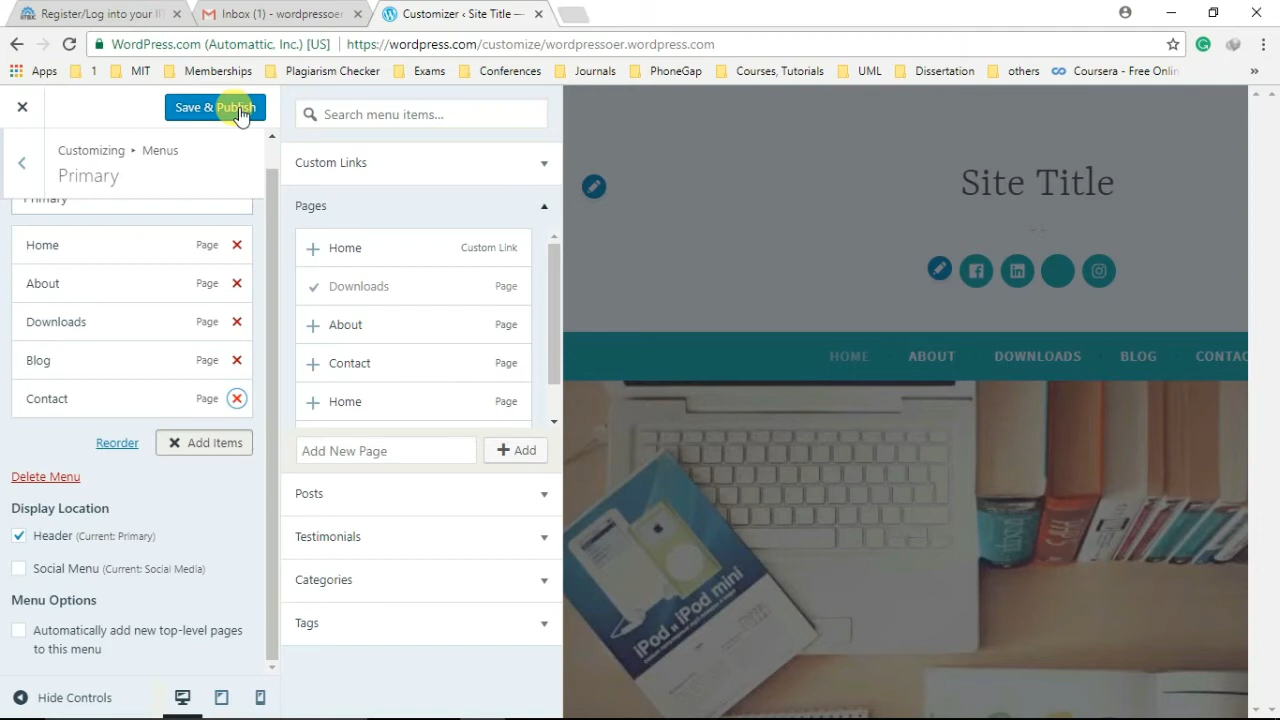 Register/Log into your IIT
Inbox (1) - wordpressoer
Customizer ‹ Site Title —
WordPress.com (Automattic, Inc.) [US]
https://wordpress.com/customize/wordpressoer.wordpress.com
Apps
1
MIT
Memberships
Plagiarism Checker
Exams
Conferences
Journals
PhoneGap
Courses, Tutorials
UML
Dissertation
others
Coursera - Free Onlin
»
Save & Publish
Customizing ▸ Menus
Primary
Primary
Home Page
About Page
Downloads Page
Blog Page
Contact Page
Reorder
Add Items
Delete Menu
Display Location
Header (Current: Primary)
Social Menu (Current: Social Media)
Menu Options
Automatically add new top-level pages
to this menu
Hide Controls
Search menu items...
Custom Links
Pages
Home Custom Link
Downloads Page
About Page
Contact Page
Home Page
Add New Page
Add
Posts
Testimonials
Categories
Tags
Site Title
HOME
ABOUT
DOWNLOADS
BLOG
CONTAC
iPod mini
iPod mini